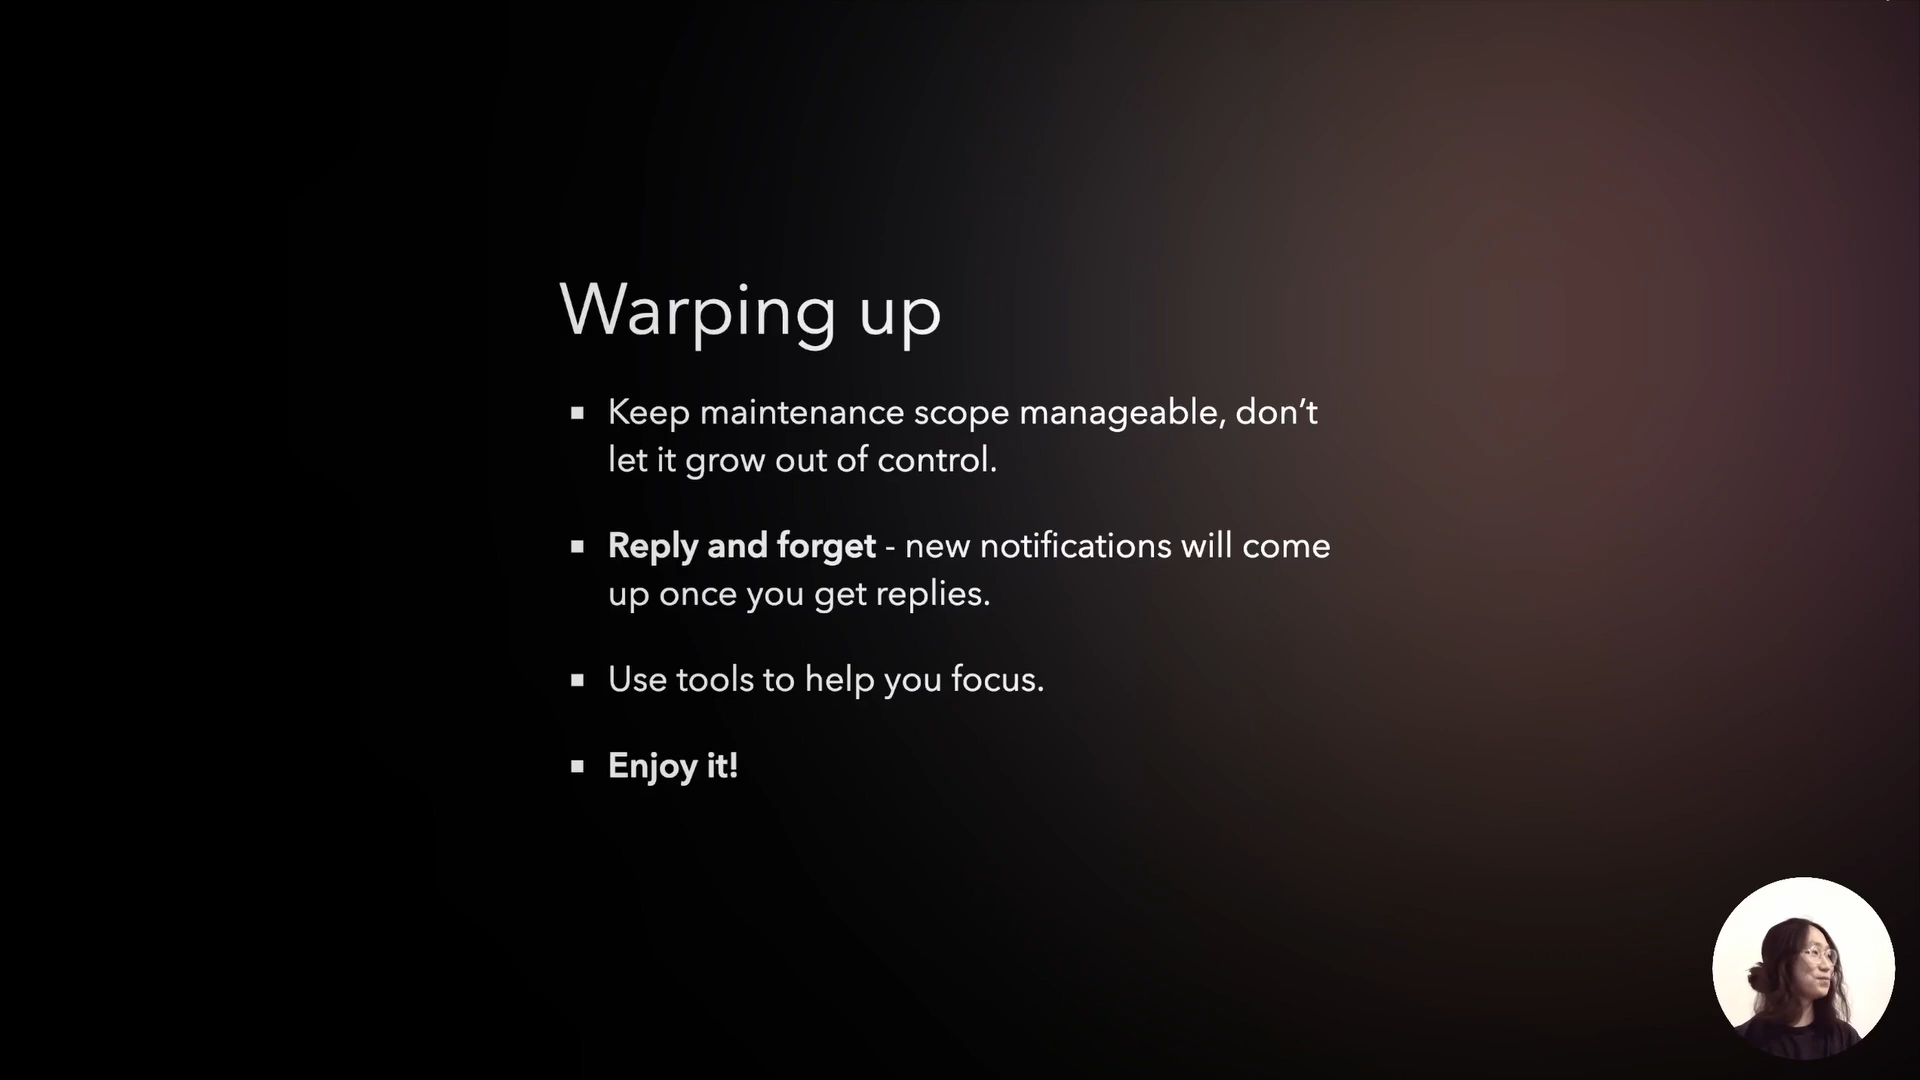 Warping up
▪ Keep maintenance scope manageable, don’t
let it grow out of control.
▪ Reply and forget - new notifications will come
up once you get replies.
▪ Use tools to help you focus.
▪ Enjoy it!